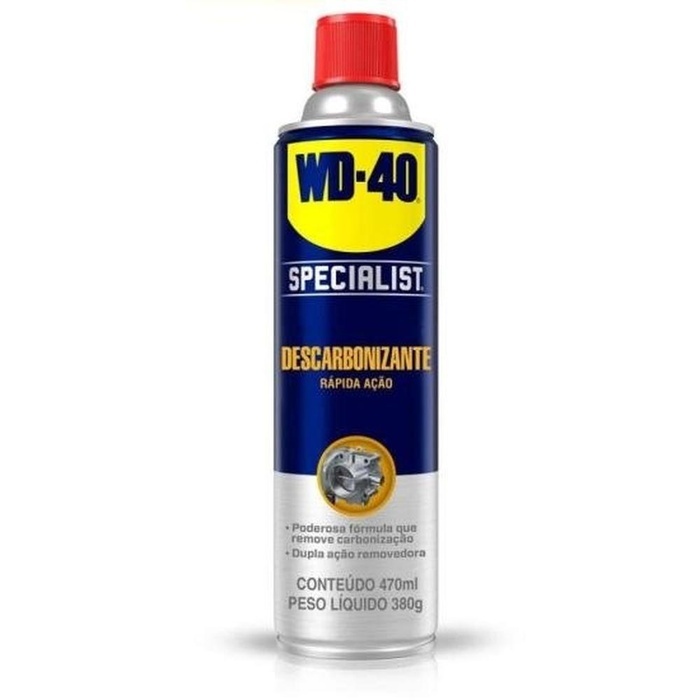 WD-40®
SPECIALIST®
DESCARBONIZANTE
RÁPIDA AÇÃO
• Poderosa fórmula que
remove carbonização
• Dupla ação removedora
CONTEÚDO 470ml
PESO LÍQUIDO 380g